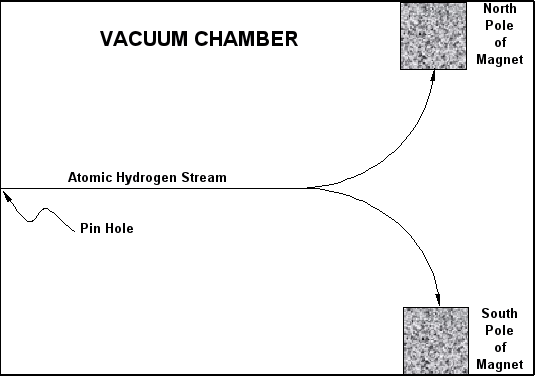 VACUUM CHAMBER
North
Pole
of
Magnet
Atomic Hydrogen Stream
Pin Hole
South
Pole
of
Magnet